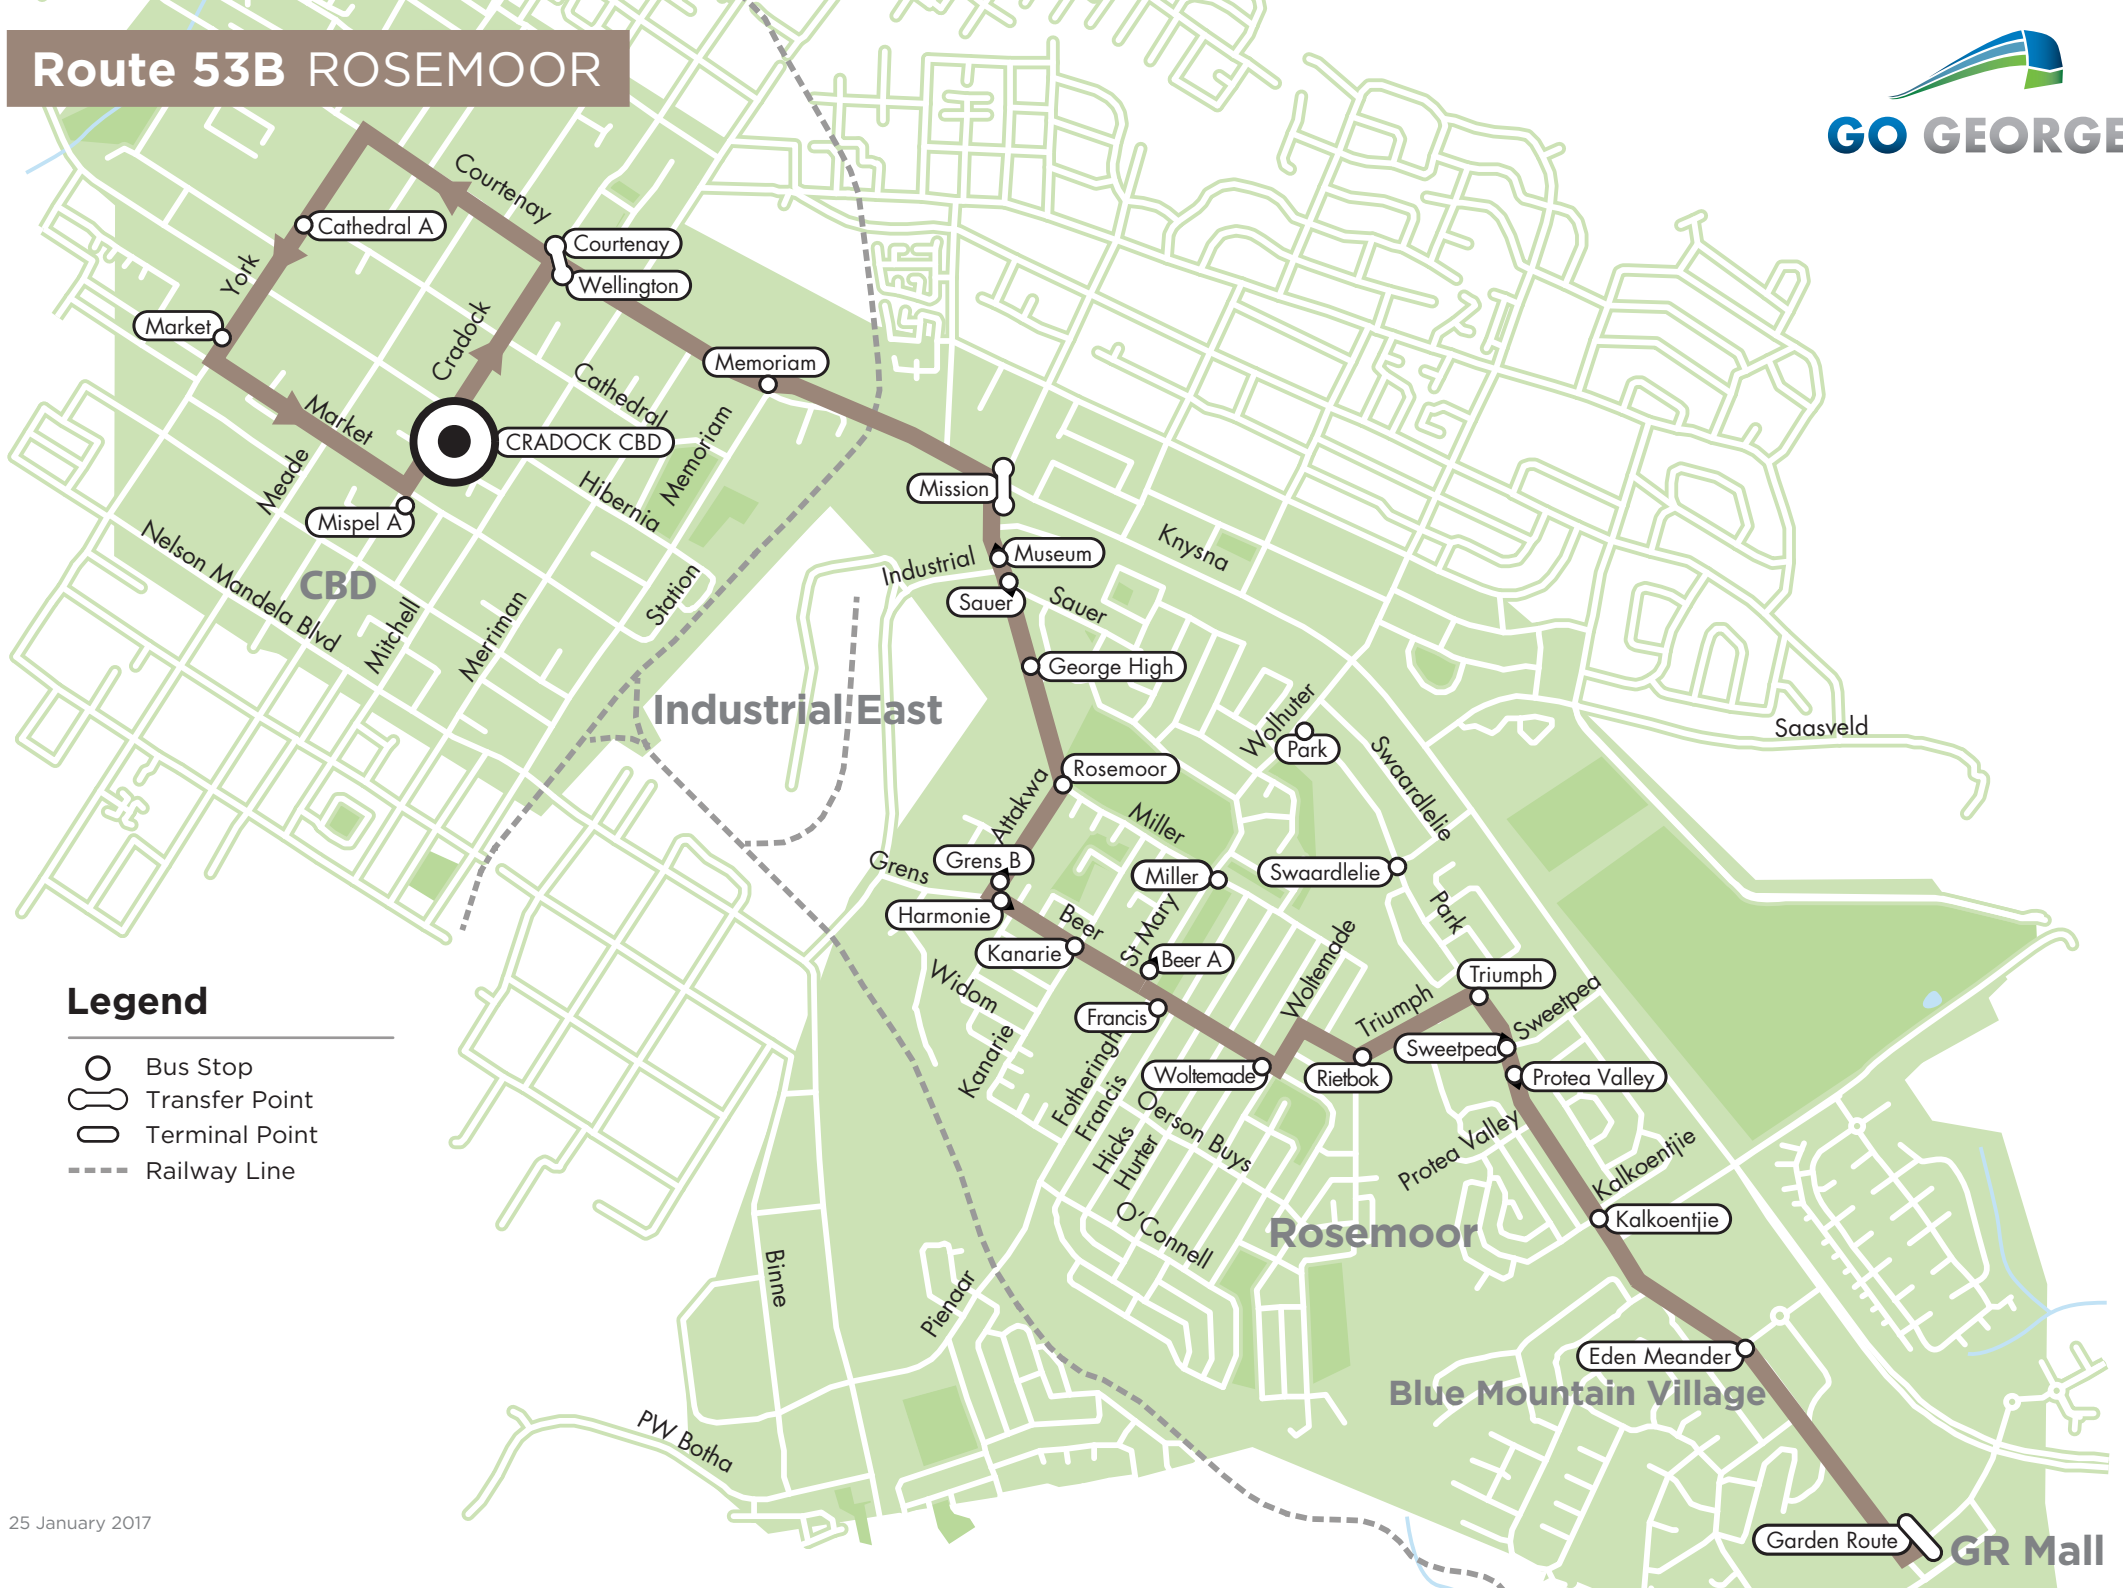 Route 53B ROSEMOOR
GO GEORGE
Courtenay
Cathedral A
Courtenay
York
Wellington
Cradock
Market
Memoriam
Cathedral
Market
Memoriam
CRADOCK CBD
Meade
Hibernia
Mission
Mispel A
Nelson Mandela Blvd
CBD
Knysna
Museum
Industrial
Station
Sauer
Sauer
Mitchell
Merriman
George High
Industrial East
Wolhuter
Saasveld
Park
Swaardlelie
Rosemoor
Attakwa
Miller
Grens B
Grens
Miller
Swaardlelie
Harmonie
Beer
St Mary
Park
Kanarie
Beer A
Woltemade
Widom
Triumph
Sweetpea
Triumph
Legend
Francis
Kanarie
Fotheringh
Sweetpea
Bus Stop
Woltemade
Rietbok
Protea Valley
Transfer Point
Francis
Oerson Buys
Terminal Point
Hicks
Hurter
Protea Valley
Kalkoentjie
Railway Line
O'Connell
Rosemoor
Kalkoentjie
Binne
Pienaar
Eden Meander
Blue Mountain Village
PW Botha
25 January 2017
Garden Route
GR Mall